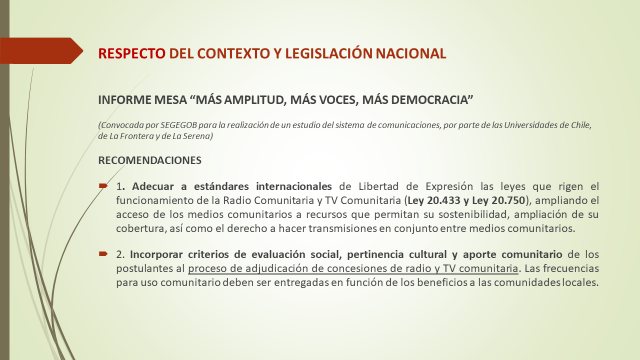 RESPECTO DEL CONTEXTO Y LEGISLACIÓN NACIONAL
INFORME MESA “MÁS AMPLITUD, MÁS VOCES, MÁS DEMOCRACIA”
(Convocada por SEGEGOB para la realización de un estudio del sistema de comunicaciones, por parte de las Universidades de Chile,
de La Frontera y de La Serena)
RECOMENDACIONES
1. Adecuar a estándares internacionales de Libertad de Expresión las leyes que rigen el
funcionamiento de la Radio Comunitaria y TV Comunitaria (Ley 20.433 y Ley 20.750), ampliando el
acceso de los medios comunitarios a recursos que permitan su sostenibilidad, ampliación de su
cobertura, así como el derecho a hacer transmisiones en conjunto entre medios comunitarios.
2. Incorporar criterios de evaluación social, pertinencia cultural y aporte comunitario de los
postulantes al proceso de adjudicación de concesiones de radio y TV comunitaria. Las frecuencias
para uso comunitario deben ser entregadas en función de los beneficios a las comunidades locales.